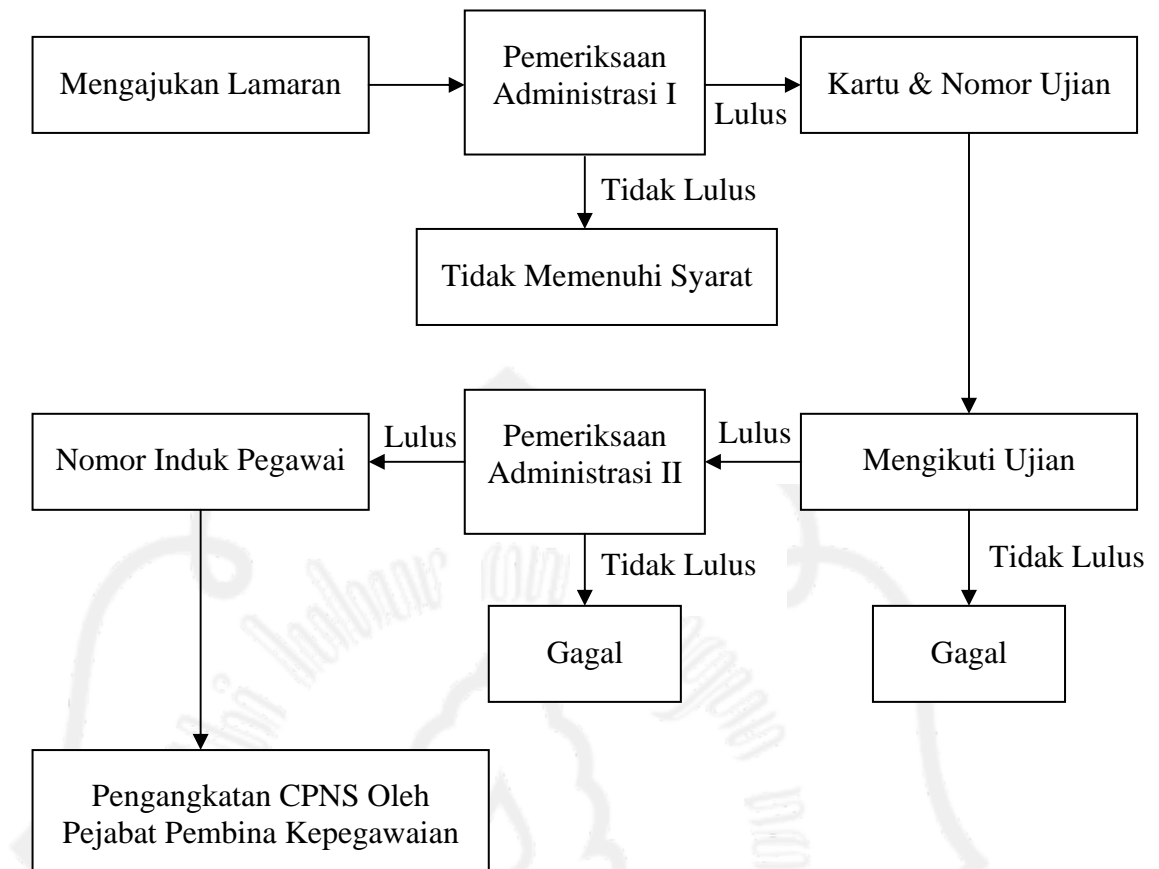 Mengajukan Lamaran
Pemeriksaan
Administrasi I
Lulus
Kartu & Nomor Ujian
Tidak Lulus
Tidak Memenuhi Syarat
Nomor Induk Pegawai
Lulus
Pemeriksaan
Administrasi II
Lulus
Mengikuti Ujian
Tidak Lulus
Tidak Lulus
Gagal
Gagal
Pengangkatan CPNS Oleh
Pejabat Pembina Kepegawaian